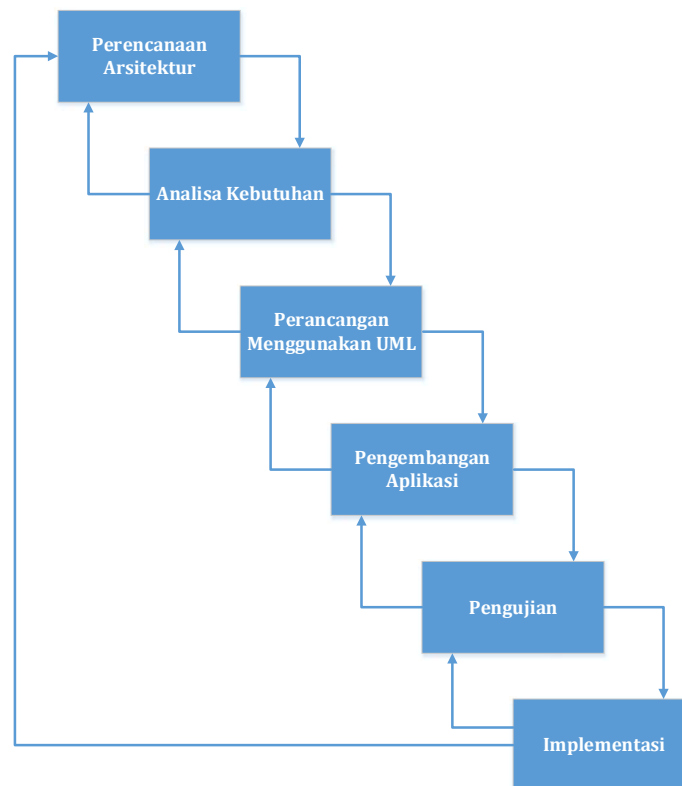 Perencanaan
Arsitektur
Analisa Kebutuhan
Perancangan
Menggunakan UML
Pengembangan
Aplikasi
Pengujian
Implementasi